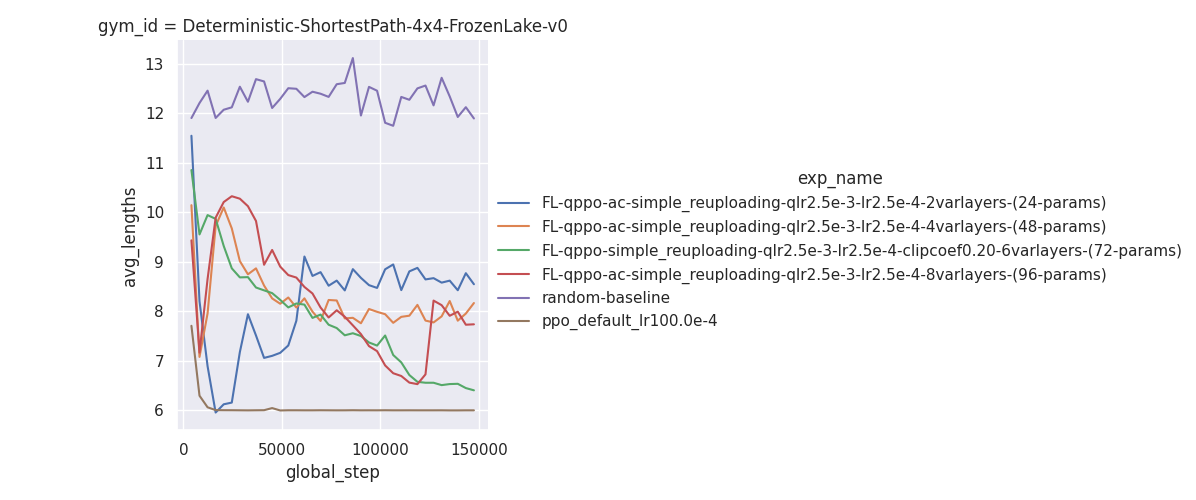 gym_id = Deterministic-ShortestPath-4x4-FrozenLake-v0
13
12
11
10
9
8
7
6
avg_lengths
0
50000
100000
150000
global_step
exp_name
FL-qppo-ac-simple_reuploading-qlr2.5e-3-lr2.5e-4-2varlayers-(24-params)
FL-qppo-ac-simple_reuploading-qlr2.5e-3-lr2.5e-4-4varlayers-(48-params)
FL-qppo-simple_reuploading-qlr2.5e-3-lr2.5e-4-clipcoef0.20-6varlayers-(72-params)
FL-qppo-ac-simple_reuploading-qlr2.5e-3-lr2.5e-4-8varlayers-(96-params)
random-baseline
ppo_default_lr100.0e-4